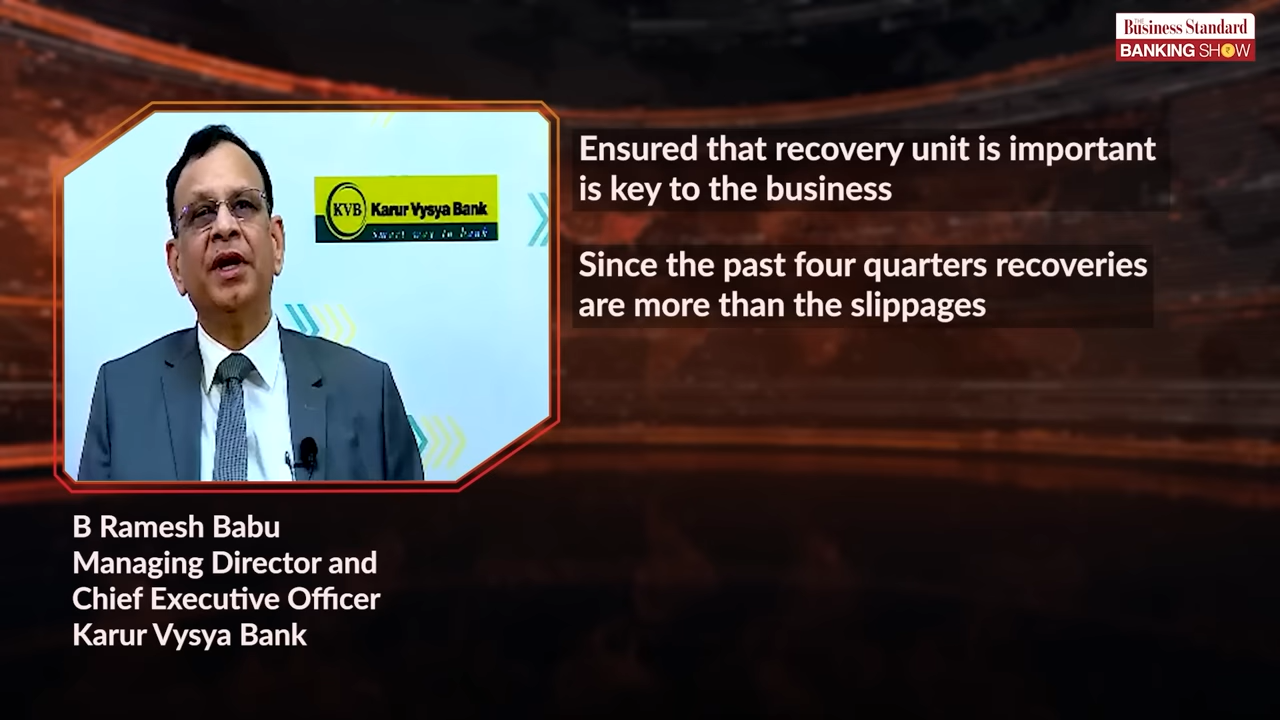 THE
Business Standard
BANKING SHOW
Ensured that recovery unit is important
is key to the business
Since the past four quarters recoveries
are more than the slippages
KVB Karur Vysya Bank
Smart way to bank
B Ramesh Babu
Managing Director and
Chief Executive Officer
Karur Vysya Bank